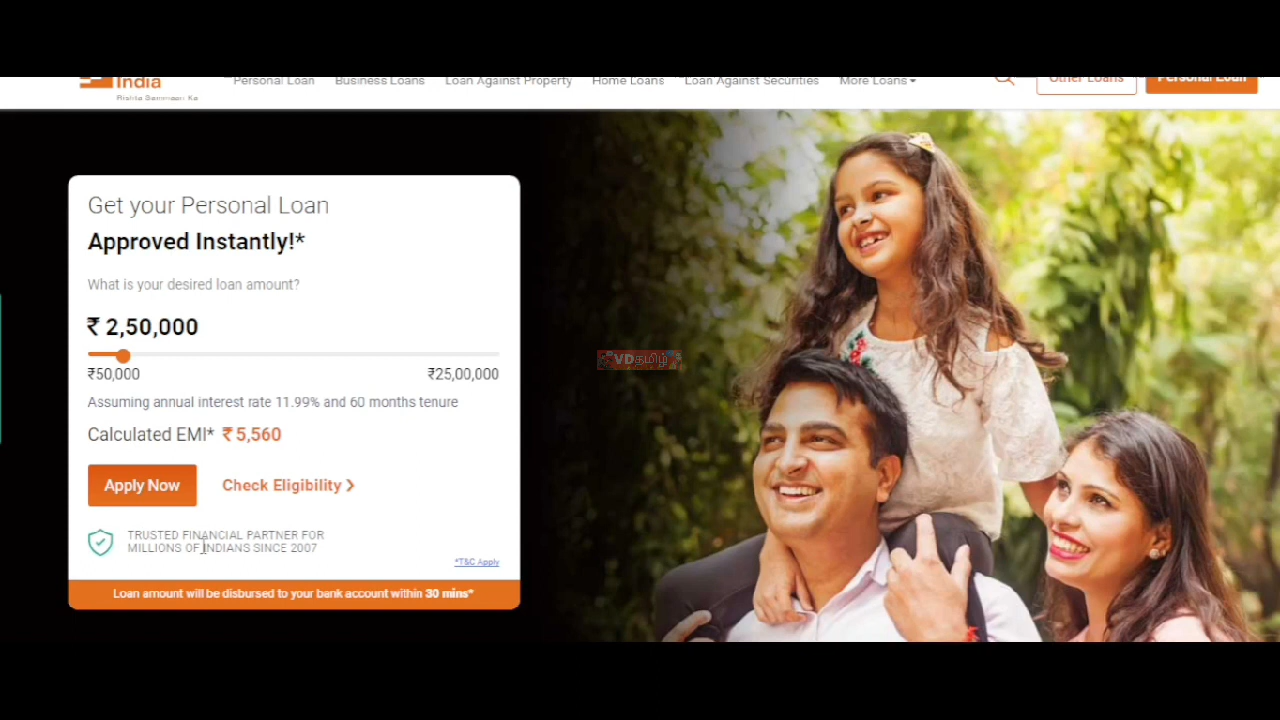 India
Rishta Sammaan Ka
Personal Loan
Business Loans
Loan Against Property
Home Loans
Loan Against Securities
More Loans
Other Loans
Personal Loan
Get your Personal Loan
Approved Instantly!*
What is your desired loan amount?
₹ 2,50,000
₹50,000
₹25,00,000
Assuming annual interest rate 11.99% and 60 months tenure
Calculated EMI* ₹ 5,560
Apply Now
Check Eligibility
TRUSTED FINANCIAL PARTNER FOR
MILLIONS OF INDIANS SINCE 2007
*T&C Apply
Loan amount will be disbursed to your bank account within 30 mins*
VDதமிழ்